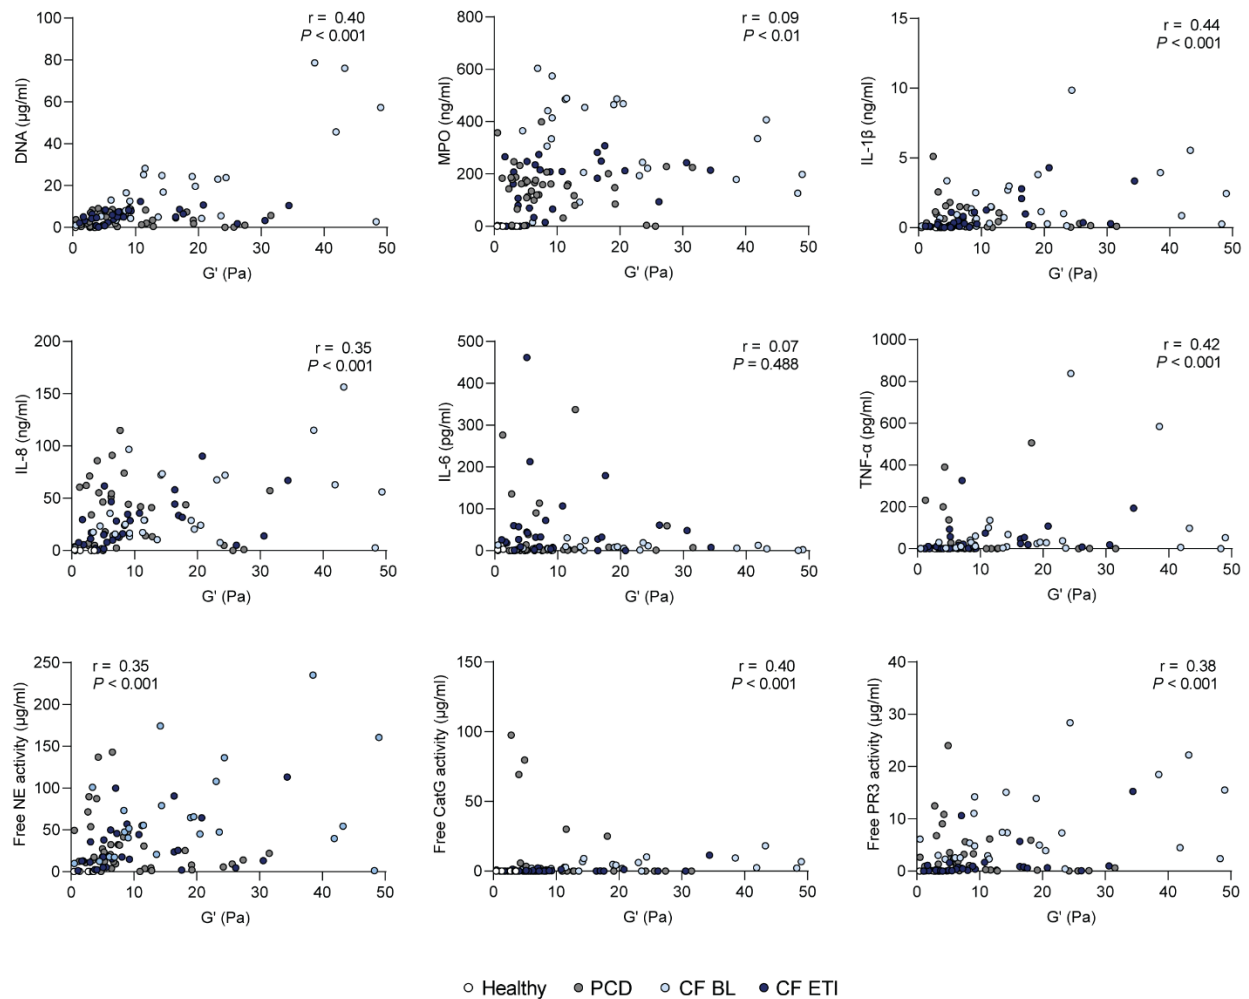 r = 0.40
P < 0.001
DNA (µg/ml)
100
80
60
40
20
0
0 10 20 30 40 50
G' (Pa)
r = 0.09
P < 0.01
MPO (ng/ml)
800
600
400
200
0
0 10 20 30 40 50
G' (Pa)
r = 0.44
P < 0.001
IL-1β (ng/ml)
15
10
5
0
0 10 20 30 40 50
G' (Pa)
r = 0.35
P < 0.001
IL-8 (ng/ml)
200
150
100
50
0
0 10 20 30 40 50
G' (Pa)
r = 0.07
P = 0.488
IL-6 (pg/ml)
500
400
300
200
100
0
0 10 20 30 40 50
G' (Pa)
r = 0.42
P < 0.001
TNF-α (pg/ml)
1000
800
600
400
200
0
0 10 20 30 40 50
G' (Pa)
r = 0.35
P < 0.001
Free NE activity (µg/ml)
250
200
150
100
50
0
0 10 20 30 40 50
G' (Pa)
r = 0.40
P < 0.001
Free CatG activity (µg/ml)
150
100
50
0
0 10 20 30 40 50
G' (Pa)
r = 0.38
P < 0.001
Free PR3 activity (µg/ml)
40
30
20
10
0
0 10 20 30 40 50
G' (Pa)
Healthy PCD CF BL CF ETI